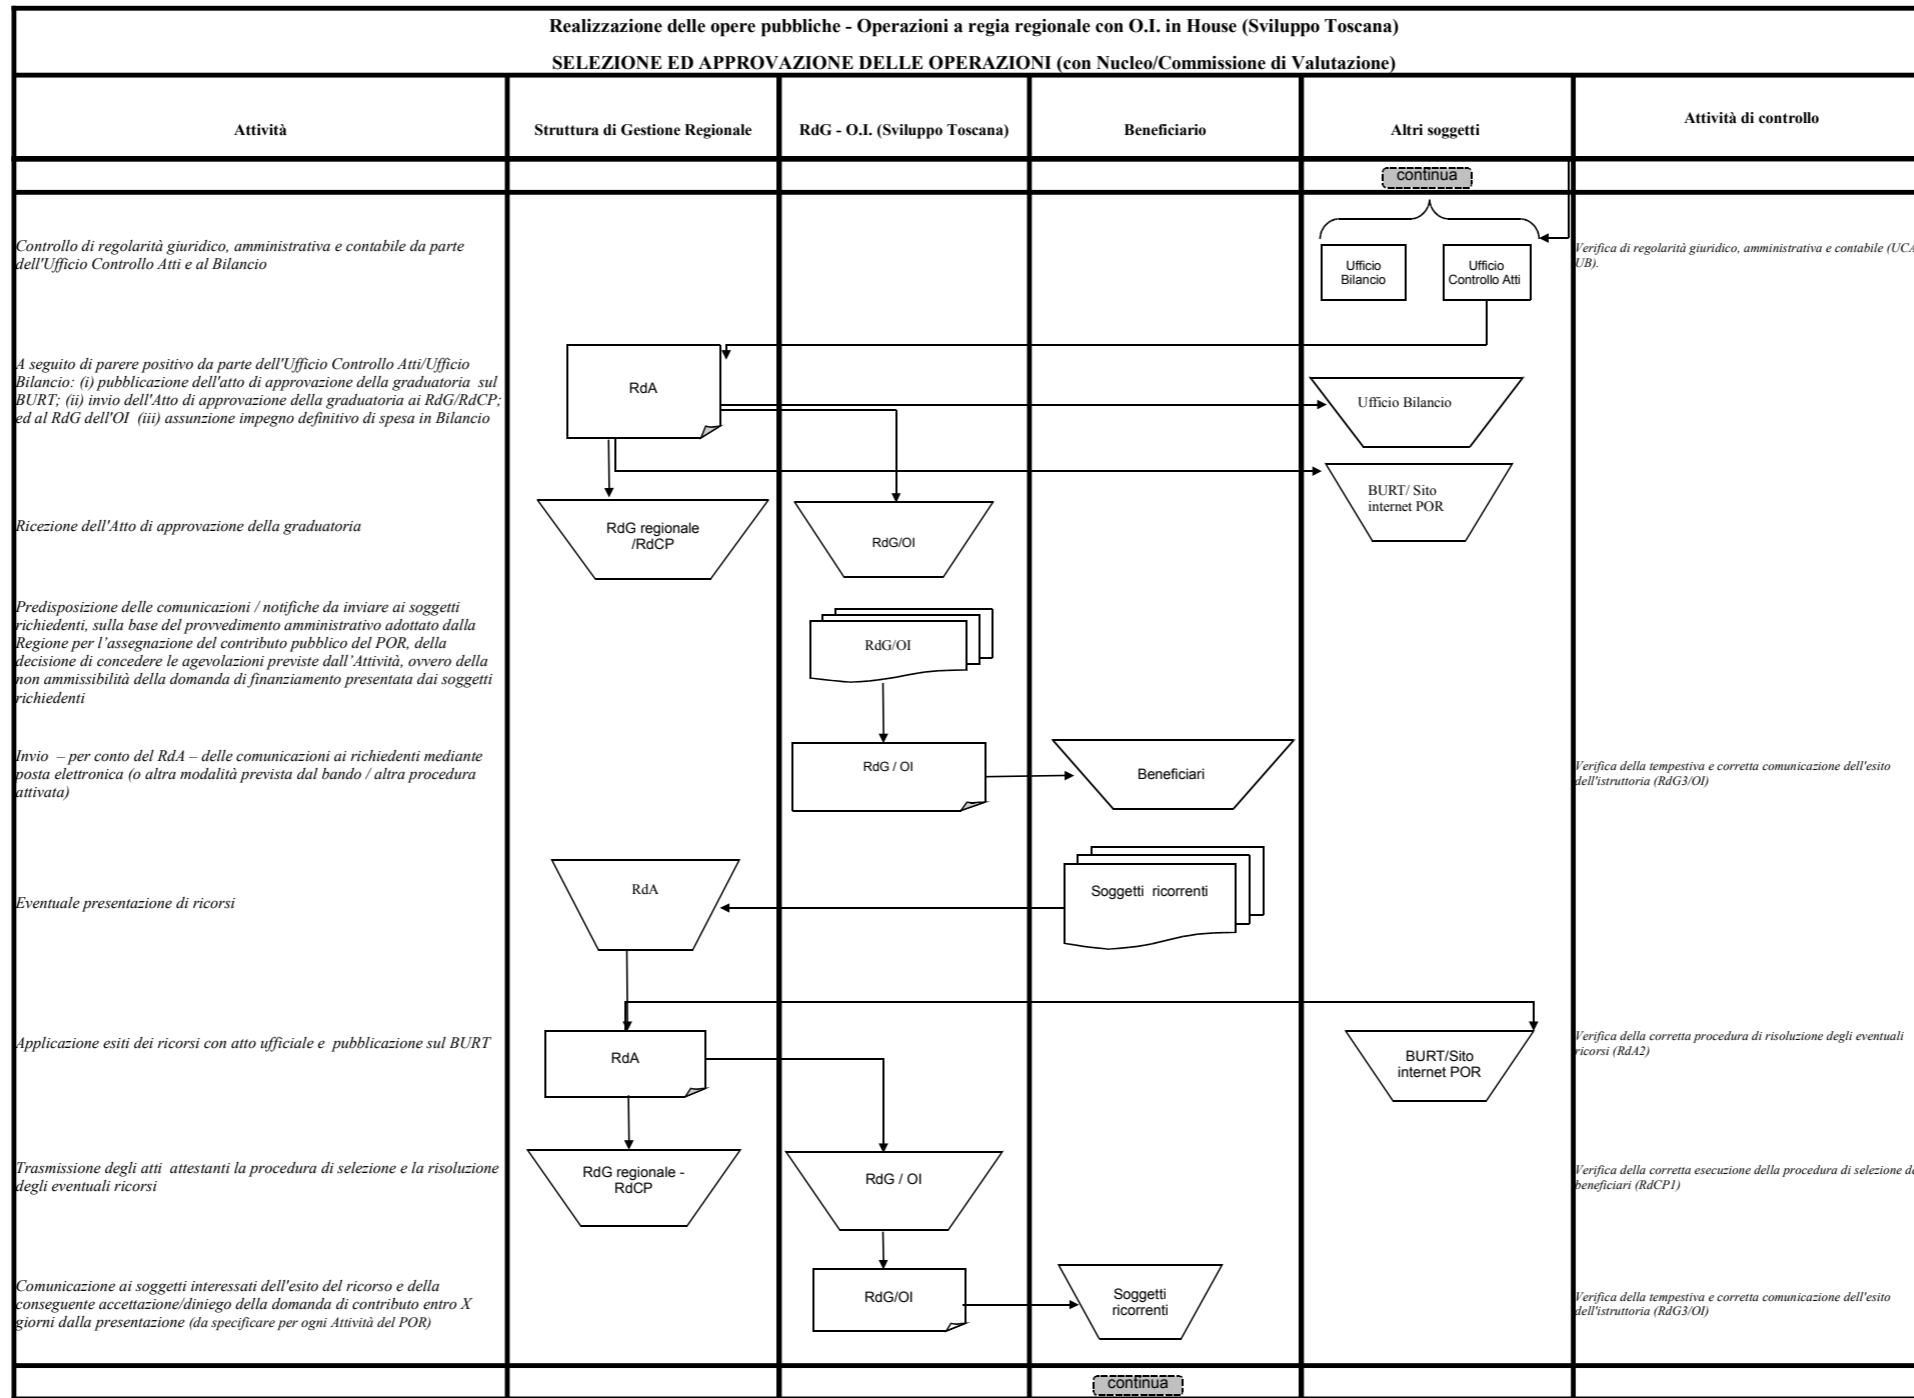 Realizzazione delle opere pubbliche - Operazioni a regia regionale con O.I. in House (Sviluppo Toscana)
SELEZIONE ED APPROVAZIONE DELLE OPERAZIONI (con Nucleo/Commissione di Valutazione)
Attività
Struttura di Gestione Regionale
RdG - O.I. (Sviluppo Toscana)
Beneficiario
Altri soggetti
Attività di controllo
continua
Controllo di regolarità giuridico, amministrativa e contabile da parte
dell'Ufficio Controllo Atti e al Bilancio
Ufficio
Bilancio
Ufficio
Controllo Atti
Verifica di regolarità giuridico, amministrativa e contabile (UCA
UB).
A seguito di parere positivo da parte dell'Ufficio Controllo Atti/Ufficio
Bilancio: (i) pubblicazione dell'atto di approvazione della graduatoria sul
BURT; (ii) invio dell'Atto di approvazione della graduatoria ai RdG/RdCP;
ed al RdG dell'OI (iii) assunzione impegno definitivo di spesa in Bilancio
RdA
Ufficio Bilancio
BURT/ Sito
internet POR
Ricezione dell'Atto di approvazione della graduatoria
RdG regionale
/RdCP
RdG/OI
Predisposizione delle comunicazioni / notifiche da inviare ai soggetti
richiedenti, sulla base del provvedimento amministrativo adottato dalla
Regione per l’assegnazione del contributo pubblico del POR, della
decisione di concedere le agevolazioni previste dall’Attività, ovvero della
non ammissibilità della domanda di finanziamento presentata dai soggetti
richiedenti
RdG/OI
Invio – per conto del RdA – delle comunicazioni ai richiedenti mediante
posta elettronica (o altra modalità prevista dal bando / altra procedura
attivata)
RdG / OI
Beneficiari
Verifica della tempestiva e corretta comunicazione dell'esito
dell'istruttoria (RdG3/OI)
Eventuale presentazione di ricorsi
RdA
Soggetti ricorrenti
Applicazione esiti dei ricorsi con atto ufficiale e pubblicazione sul BURT
RdA
BURT/Sito
internet POR
Verifica della corretta procedura di risoluzione degli eventuali
ricorsi (RdA2)
Trasmissione degli atti attestanti la procedura di selezione e la risoluzione
degli eventuali ricorsi
RdG regionale -
RdCP
RdG / OI
Verifica della corretta esecuzione della procedura di selezione de
beneficiari (RdCP1)
Comunicazione ai soggetti interessati dell'esito del ricorso e della
conseguente accettazione/diniego della domanda di contributo entro X
giorni dalla presentazione (da specificare per ogni Attività del POR)
RdG/OI
Soggetti
ricorrenti
Verifica della tempestiva e corretta comunicazione dell'esito
dell'istruttoria (RdG3/OI)
continua